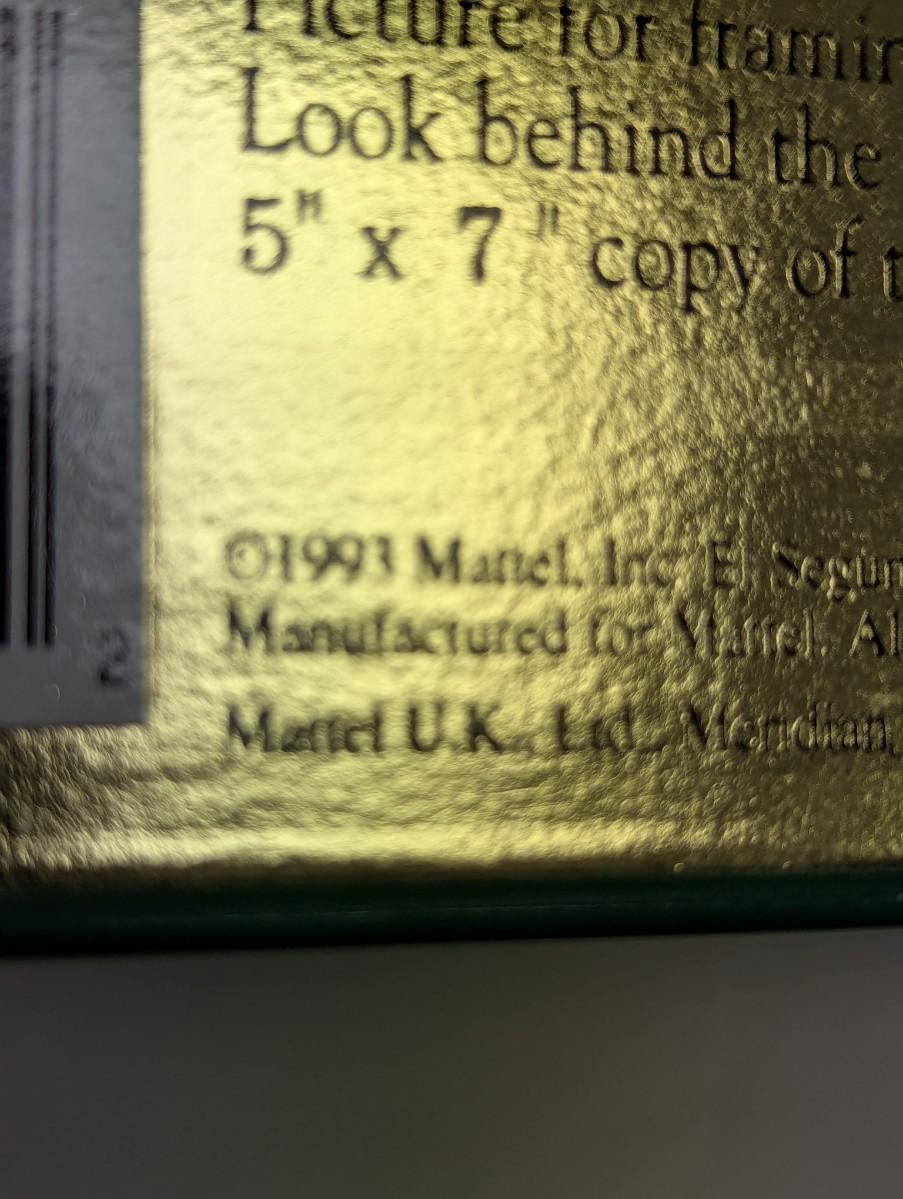 Picture for framin
Look behind the
5" x 7" copy of t
©1993 Mattel, Inc. El Segun
Manufactured for Mattel. Al
Mattel U.K., Ltd., Meridian,
2